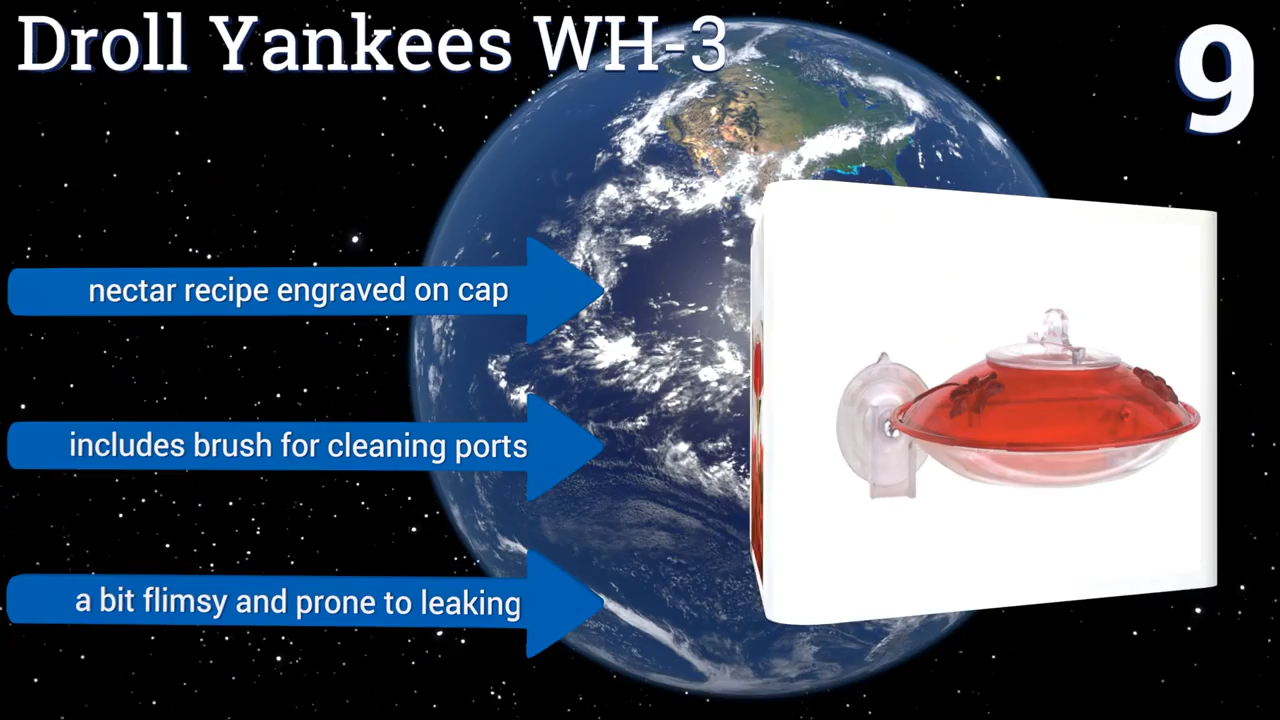 Droll Yankees WH-3
9
nectar recipe engraved on cap
includes brush for cleaning ports
a bit flimsy and prone to leaking